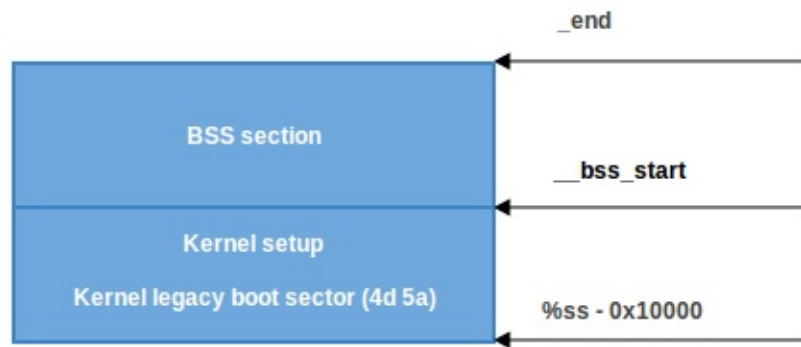 _end
BSS section
__bss_start
Kernel setup
Kernel legacy boot sector (4d 5a)
%ss - 0x10000